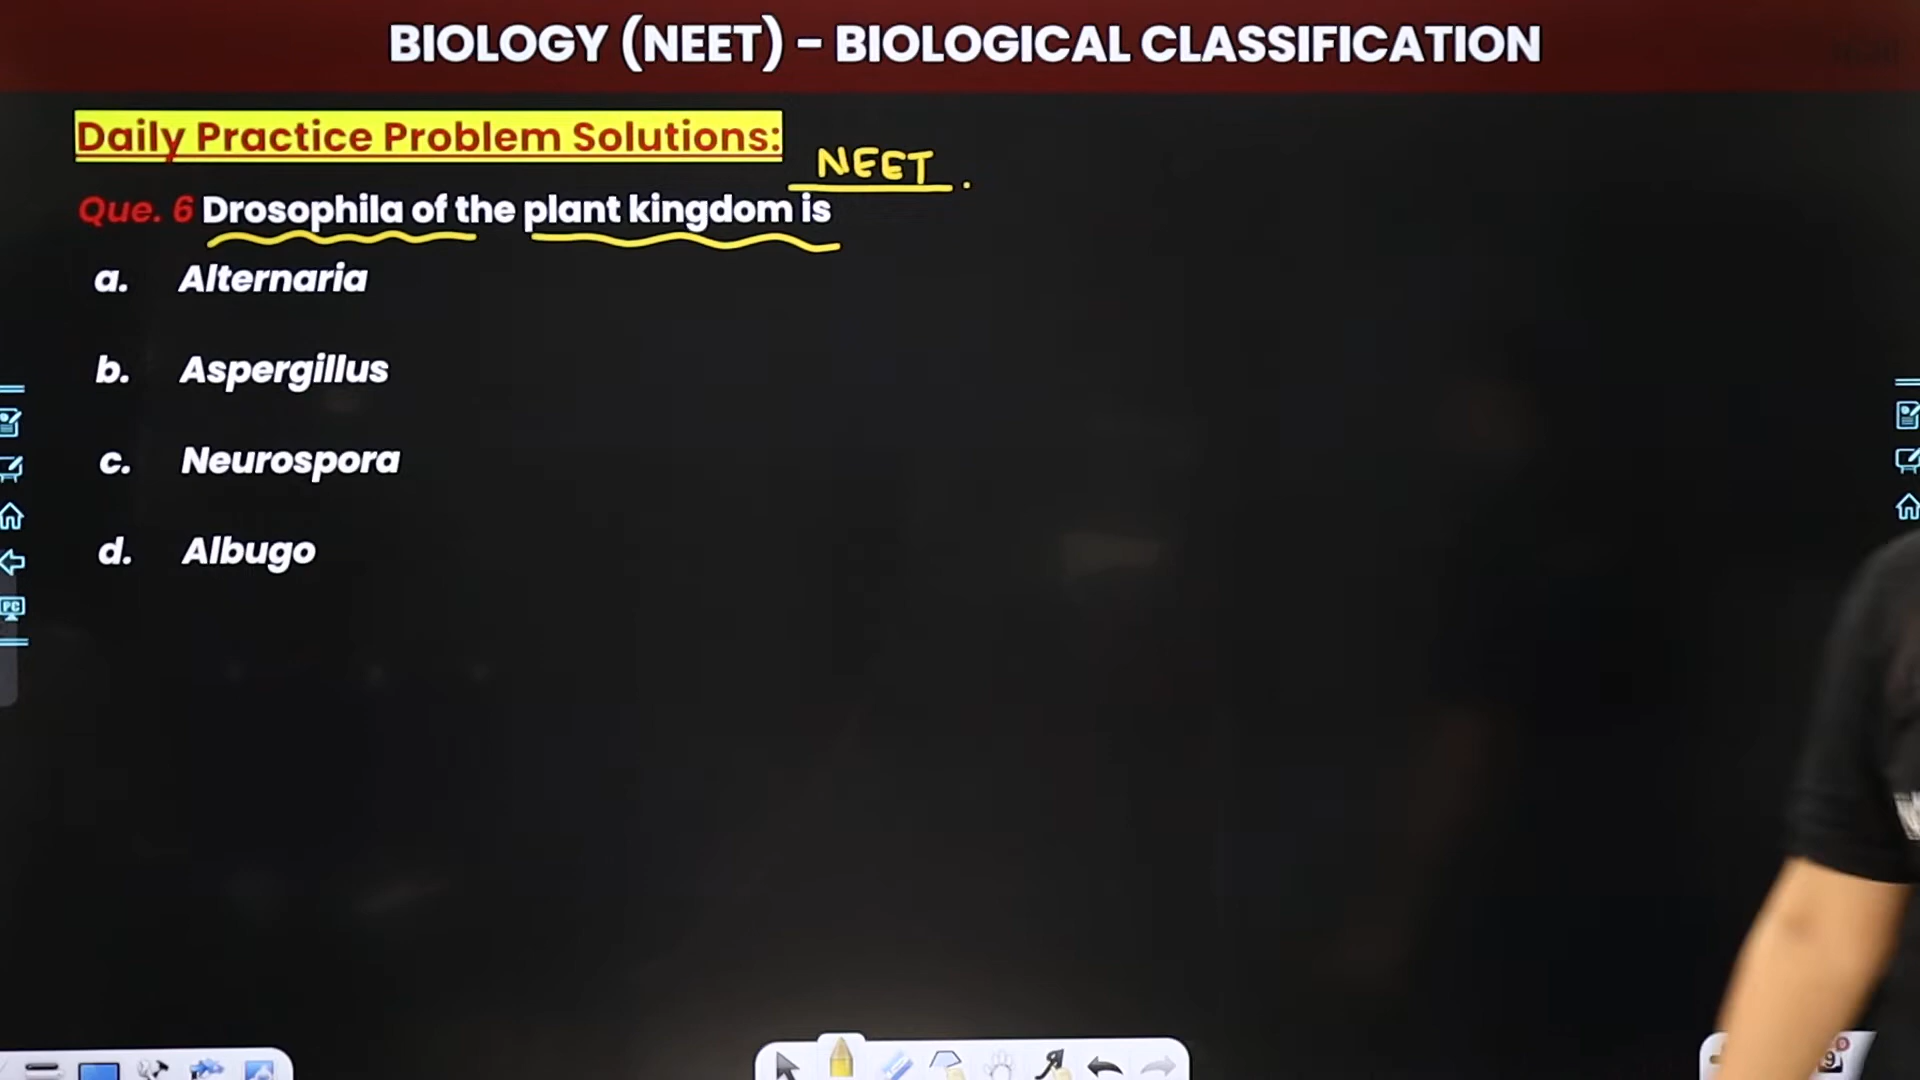 BIOLOGY (NEET) - BIOLOGICAL CLASSIFICATION
Daily Practice Problem Solutions:
NEET.
Que. 6 Drosophila of the plant kingdom is
a. Alternaria
b. Aspergillus
c. Neurospora
d. Albugo
PC